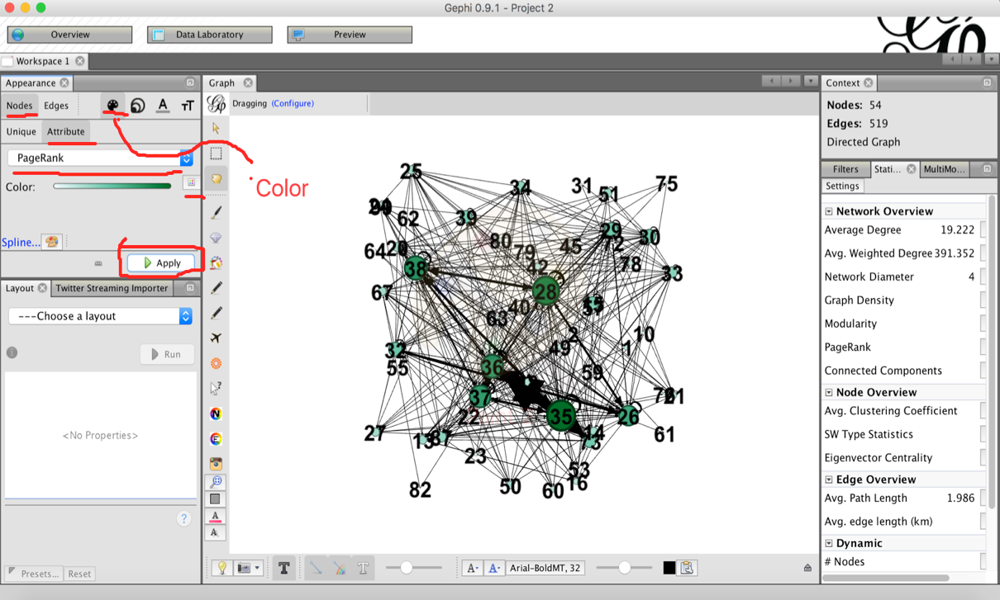 Gephi 0.9.1 - Project 2
Overview Data Laboratory Preview
Workspace 1
Appearance
Nodes Edges A TT
Unique Attribute
PageRank
Color:
Spline...
Apply
Layout Twitter Streaming Importer
---Choose a layout
Run
<No Properties>
?
Presets... Reset
Graph
Dragging (Configure)
Color
25
34
31
51
75
62
39
29
30
80
72
79
45
64
20
38
42
78
33
67
28
40
63
2
10
49
1
32
55
36
59
37
22
35
26
21
61
27
13
37
14
73
23
53
16
82
50
60
T T A- A- Arial-BoldMT, 32
Context
Nodes: 54
Edges: 519
Directed Graph
Filters Stati... MultiMo...
Settings
Network Overview
Average Degree 19.222
Avg. Weighted Degree 391.352
Network Diameter 4
Graph Density
Modularity
PageRank
Connected Components
Node Overview
Avg. Clustering Coefficient
SW Type Statistics
Eigenvector Centrality
Edge Overview
Avg. Path Length 1.986
Avg. edge length (km)
Dynamic
# Nodes